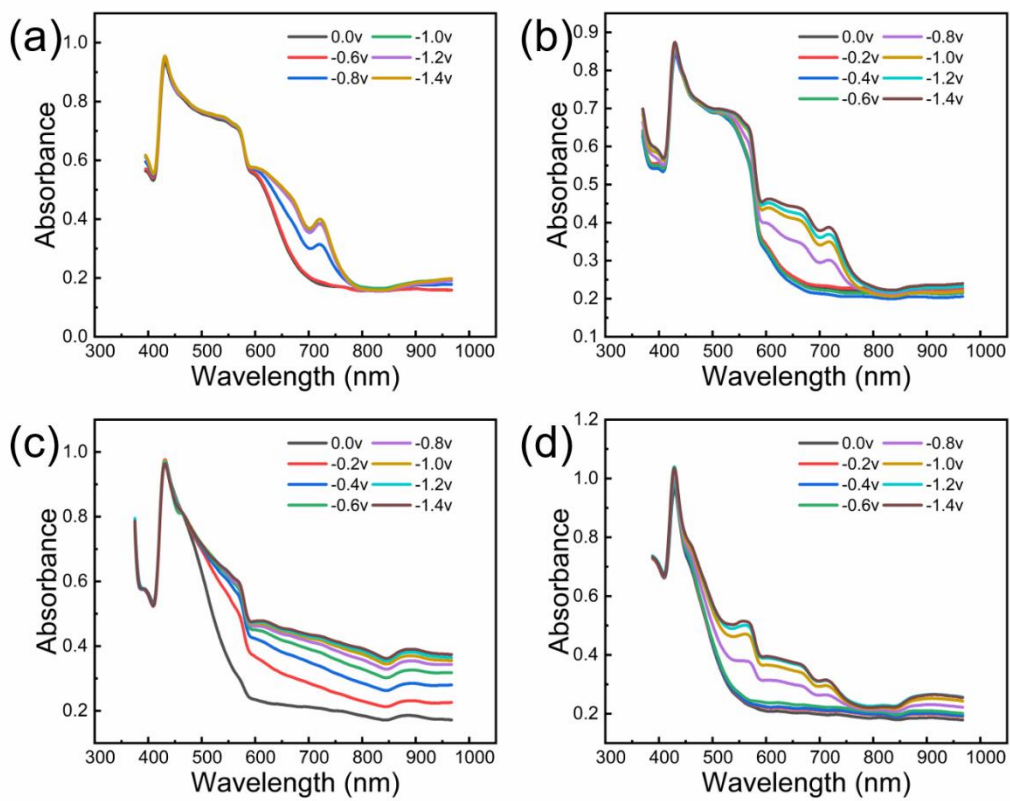 (a)
0.0v -1.0v
-0.6v -1.2v
-0.8v -1.4v
1.0
0.8
0.6
0.4
0.2
0.0
Absorbance
300 400 500 600 700 800 900 1000
Wavelength (nm)
(b)
0.0v -0.8v
-0.2v -1.0v
-0.4v -1.2v
-0.6v -1.4v
0.9
0.8
0.7
0.6
0.5
0.4
0.3
0.2
0.1
Absorbance
300 400 500 600 700 800 900 1000
Wavelength (nm)
(c)
0.0v -0.8v
-0.2v -1.0v
-0.4v -1.2v
-0.6v -1.4v
1.0
0.8
0.6
0.4
0.2
Absorbance
300 400 500 600 700 800 900 1000
Wavelength (nm)
(d)
0.0v -0.8v
-0.2v -1.0v
-0.4v -1.2v
-0.6v -1.4v
1.2
1.0
0.8
0.6
0.4
0.2
Absorbance
300 400 500 600 700 800 900 1000
Wavelength (nm)